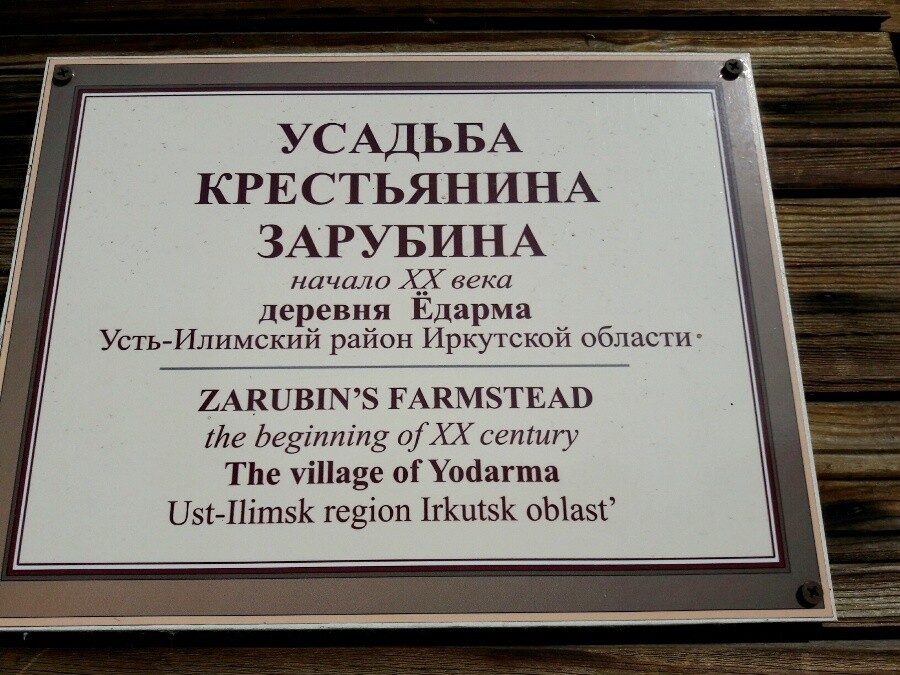 УСАДЬБА
КРЕСТЬЯНИНА
ЗАРУБИНА
начало XX века
деревня Ёдарма
Усть-Илимский район Иркутской области
ZARUBIN’S FARMSTEAD
the beginning of XX century
The village of Yodarma
Ust-Ilimsk region Irkutsk oblast’